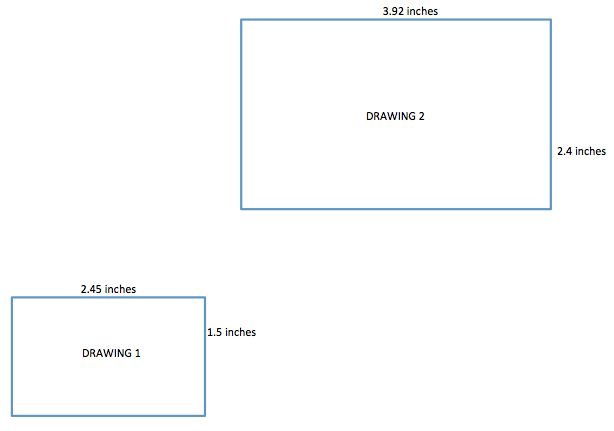 3.92 inches
DRAWING 2
2.4 inches
2.45 inches
1.5 inches
DRAWING 1